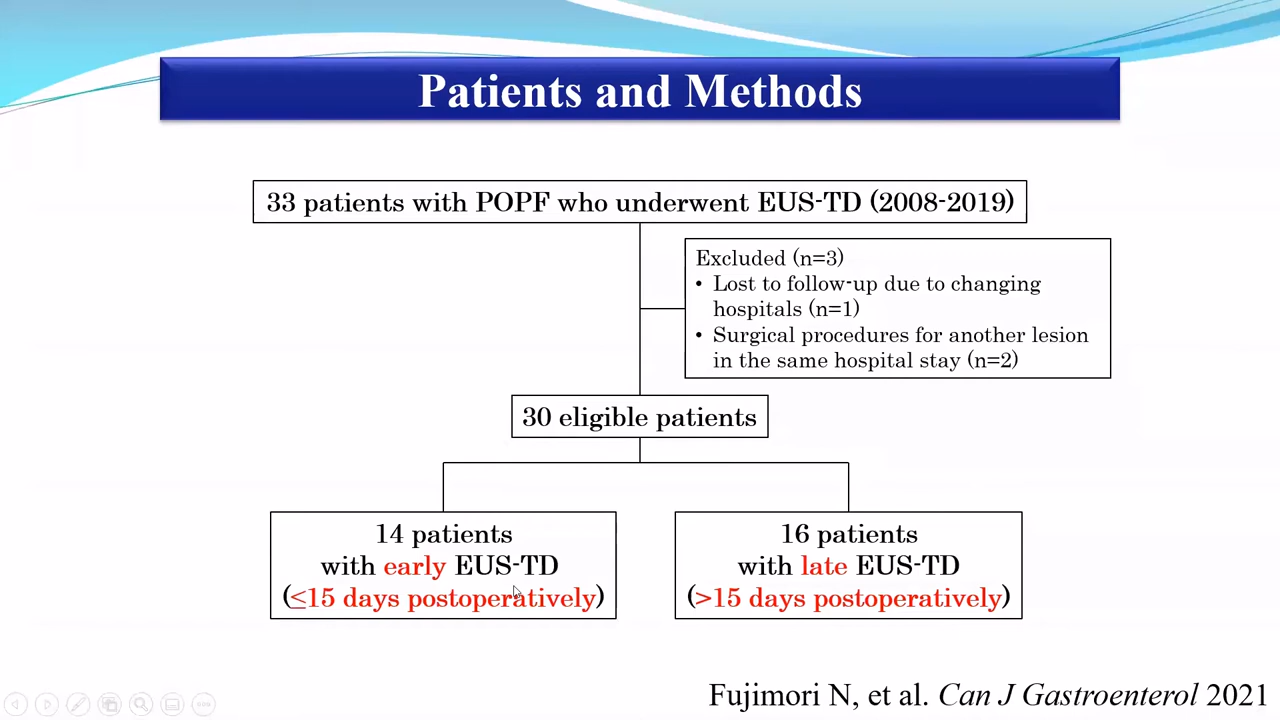 Patients and Methods
33 patients with POPF who underwent EUS-TD (2008-2019)
Excluded (n=3)
• Lost to follow-up due to changing
hospitals (n=1)
• Surgical procedures for another lesion
in the same hospital stay (n=2)
30 eligible patients
14 patients
with early EUS-TD
(≤15 days postoperatively)
16 patients
with late EUS-TD
(>15 days postoperatively)
Fujimori N, et al. Can J Gastroenterol 2021